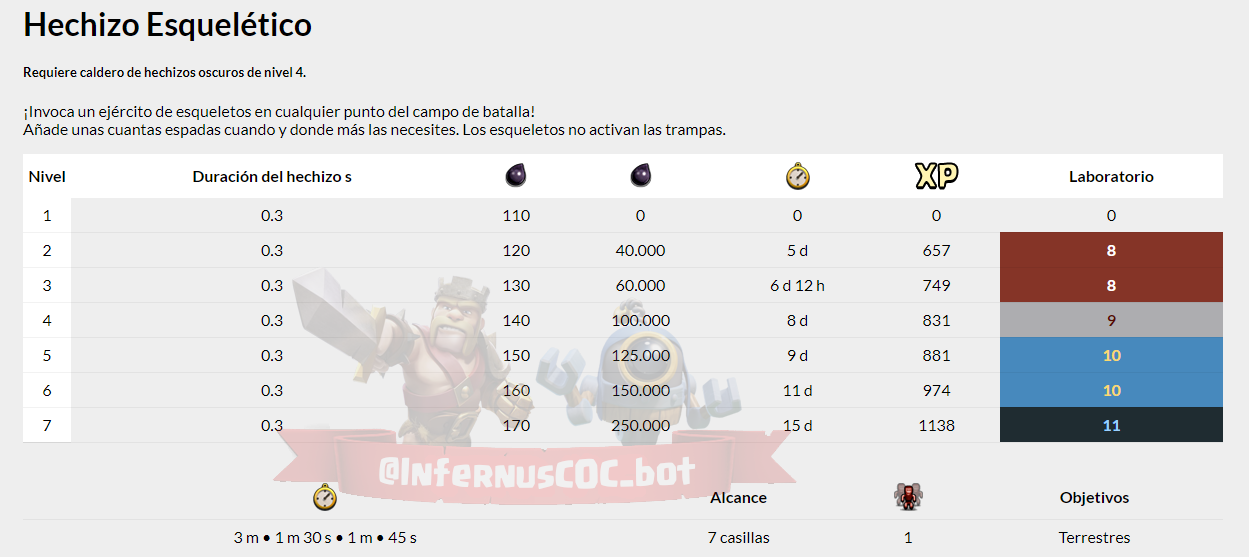 Hechizo Esquelético
Requiere caldero de hechizos oscuros de nivel 4.
¡Invoca un ejército de esqueletos en cualquier punto del campo de batalla!
Añade unas cuantas espadas cuando y donde más las necesites. Los esqueletos no activan las trampas.
Nivel Duración del hechizo s XP Laboratorio
1 0.3 110 0 0 0 0
2 0.3 120 40.000 5 d 657 8
3 0.3 130 60.000 6 d 12 h 749 8
4 0.3 140 100.000 8 d 831 9
5 0.3 150 125.000 9 d 881 10
6 0.3 160 150.000 11 d 974 10
7 0.3 170 250.000 15 d 1138 11
@InfernusCOC_bot
Alcance Objetivos
3 m • 1 m 30 s • 1 m • 45 s 7 casillas 1 Terrestres